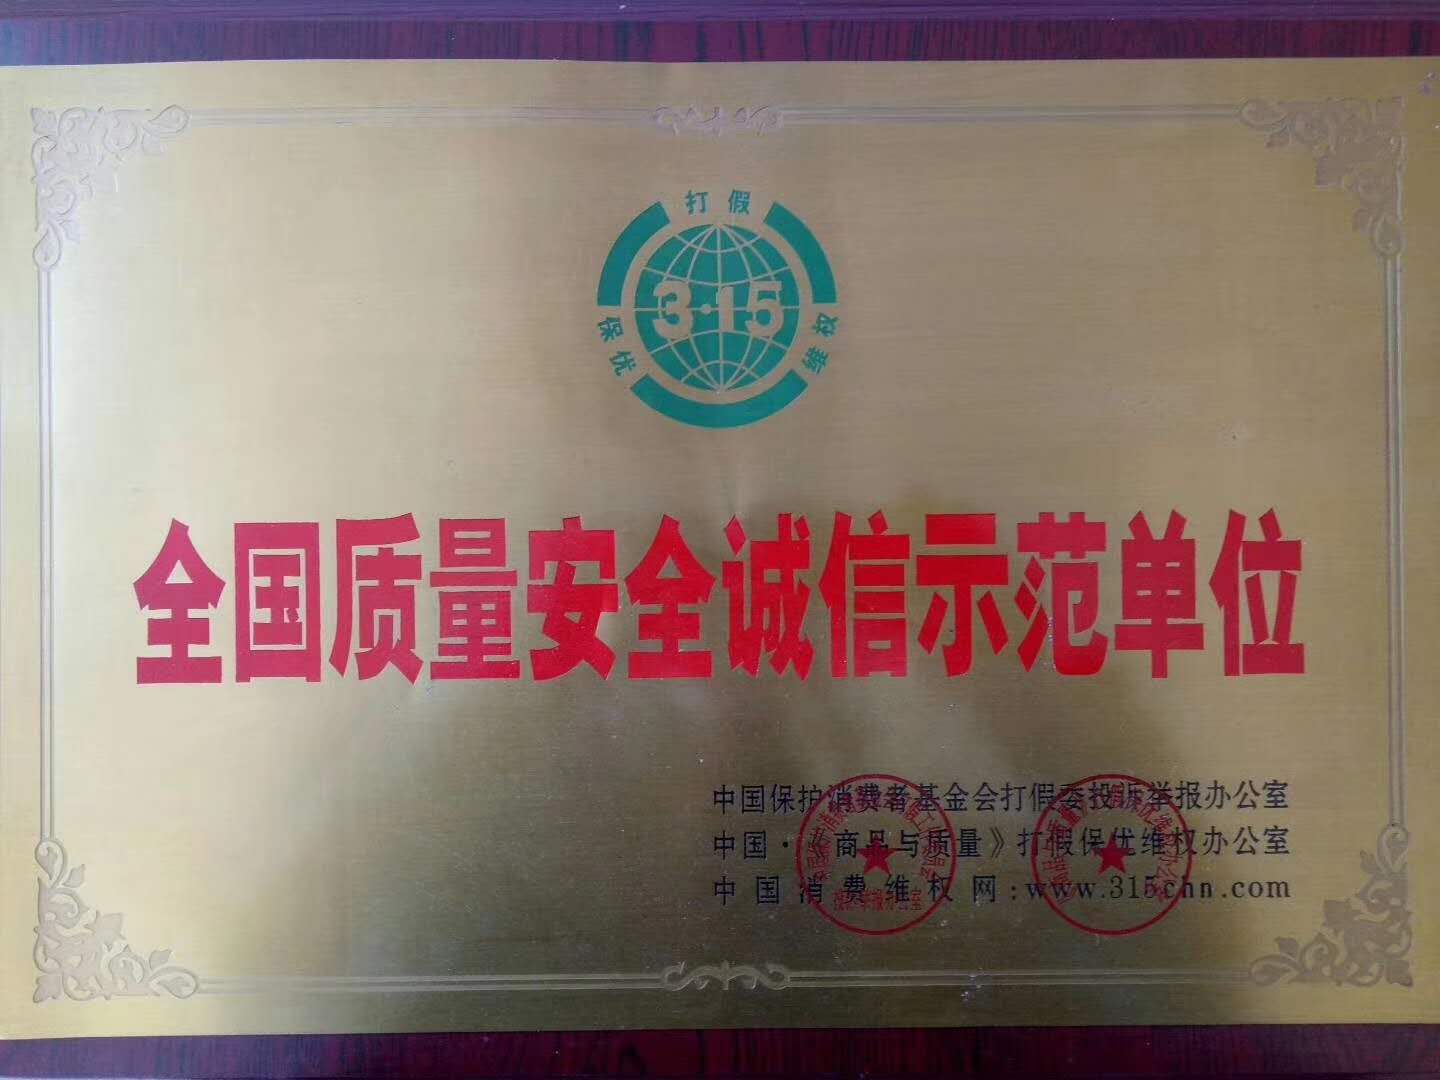 打假
保优
维权
3·15
全国质量安全诚信示范单位
中国保护消费者基金会打假委投诉举报办公室
中国·《商品与质量》打假保优维权办公室
中国消费维权网:www.315chn.com